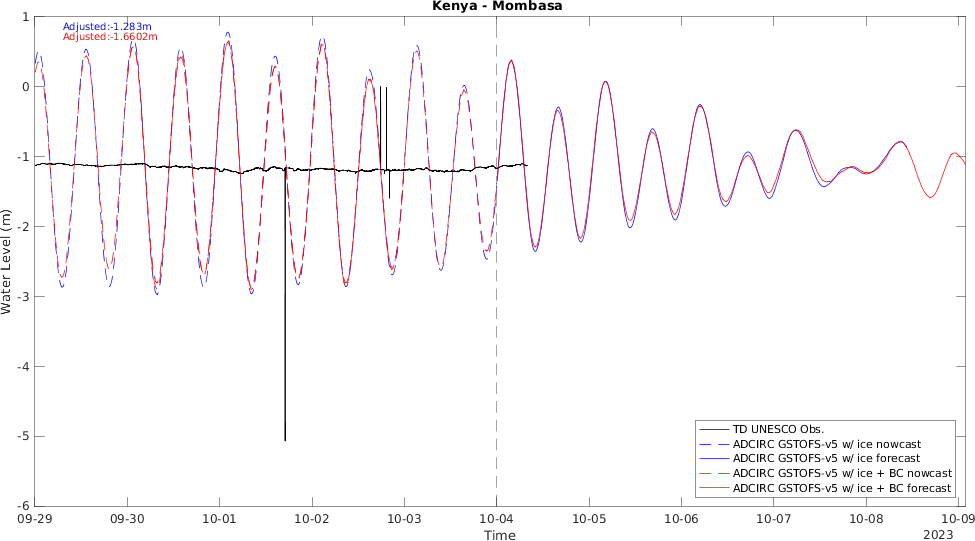 Kenya - Mombasa
Adjusted:-1.283m
Adjusted:-1.6602m
Water Level (m)
1
0
-1
-2
-3
-4
-5
-6
TD UNESCO Obs.
ADCIRC GSTOFS-v5 w/ ice nowcast
ADCIRC GSTOFS-v5 w/ ice forecast
ADCIRC GSTOFS-v5 w/ ice + BC nowcast
ADCIRC GSTOFS-v5 w/ ice + BC forecast
09-29 09-30 10-01 10-02 10-03 10-04 10-05 10-06 10-07 10-08 10-09
Time
2023